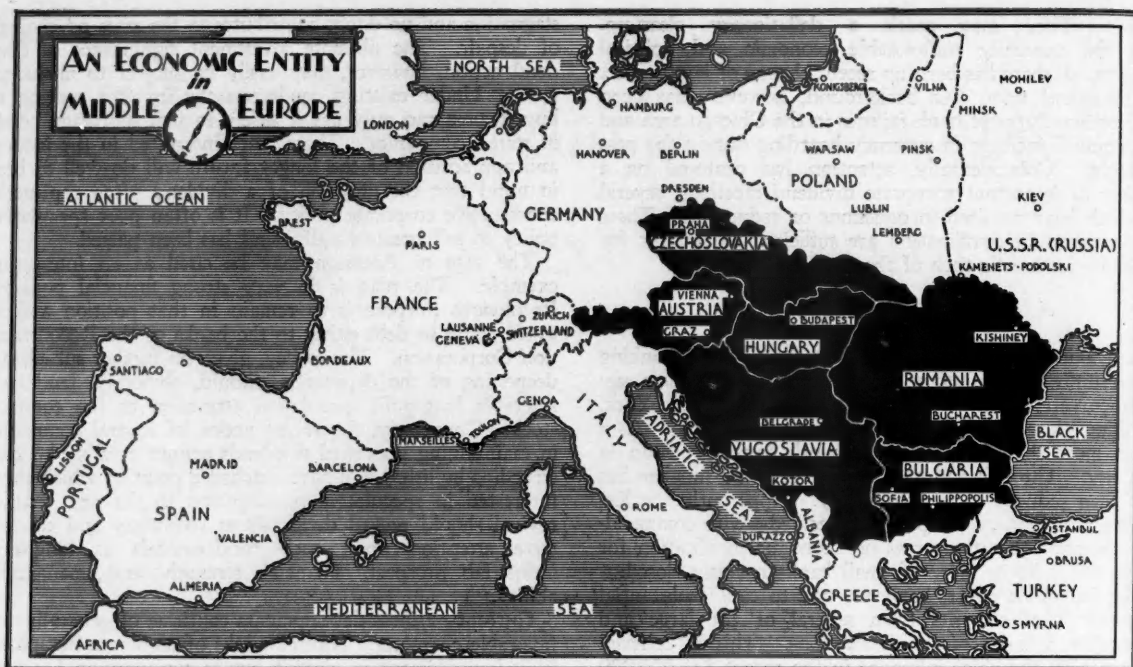 AN ECONOMIC ENTITY
in
MIDDLE EUROPE
NORTH SEA
LONDON
ATLANTIC OCEAN
BREST
PARIS
FRANCE
BORDEAUX
HAMBURG
HANOVER
BERLIN
DRESDEN
GERMANY
KÖNIGSBERG
VILNA
MOHILEV
MINSK
WARSAW
PINSK
POLAND
LUBLIN
LEMBERG
KIEV
U.S.S.R. (RUSSIA)
KAMENETS-PODOLSKI
PRAHA
CZECHOSLOVAKIA
VIENNA
AUSTRIA
GRAZ
BUDAPEST
HUNGARY
KISHINEV
RUMANIA
BUCHAREST
BELGRADE
YUGOSLAVIA
KOTOR
BULGARIA
SOFIA
PHILIPPOPOLIS
BLACK
SEA
ZURICH
LAUSANNE
SWITZERLAND
GENEVA
GENOA
ITALY
ADRIATIC
SEA
MARSEILLES
TOULON
ROME
DURAZZO
ALBANIA
GREECE
ISTANBUL
BRUSA
TURKEY
SMYRNA
SANTIAGO
LISBON
PORTUGAL
MADRID
SPAIN
BARCELONA
VALENCIA
ALMERIA
MEDITERRANEAN SEA
AFRICA